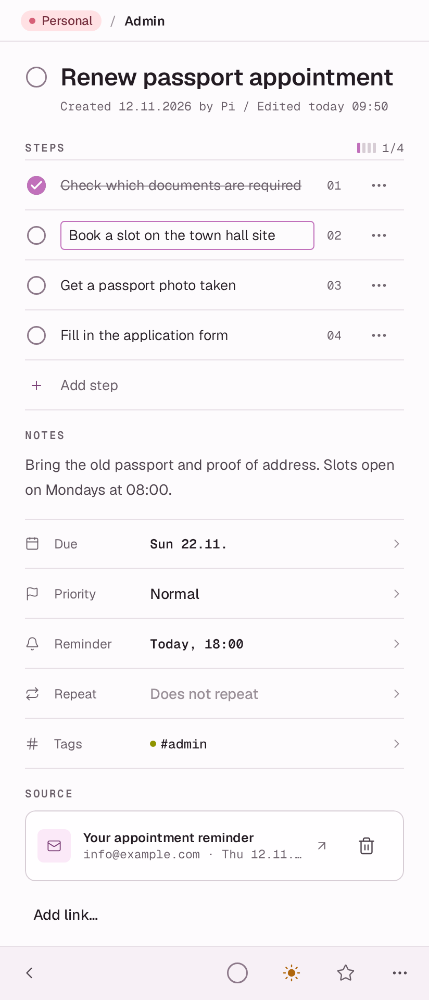 Personal / Admin
Renew passport appointment
Created 12.11.2026 by Pi / Edited today 09:50
STEPS 1/4
Check which documents are required 01
Book a slot on the town hall site 02
Get a passport photo taken 03
Fill in the application form 04
Add step
NOTES
Bring the old passport and proof of address. Slots open
on Mondays at 08:00.
Due Sun 22.11.
Priority Normal
Reminder Today, 18:00
Repeat Does not repeat
Tags #admin
SOURCE
Your appointment reminder
info@example.com · Thu 12.11.…
Add link…